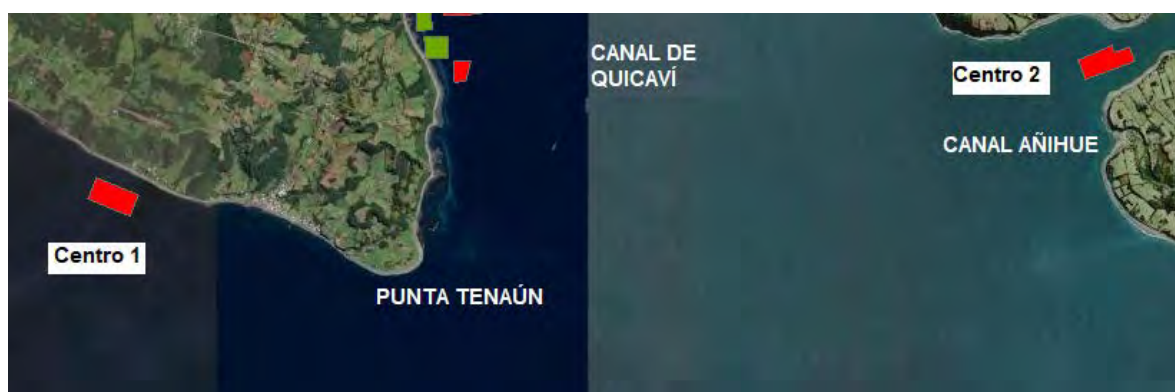 CANAL DE
QUICAVÍ
Centro 2
CANAL AÑIHUE
Centro 1
PUNTA TENAÚN